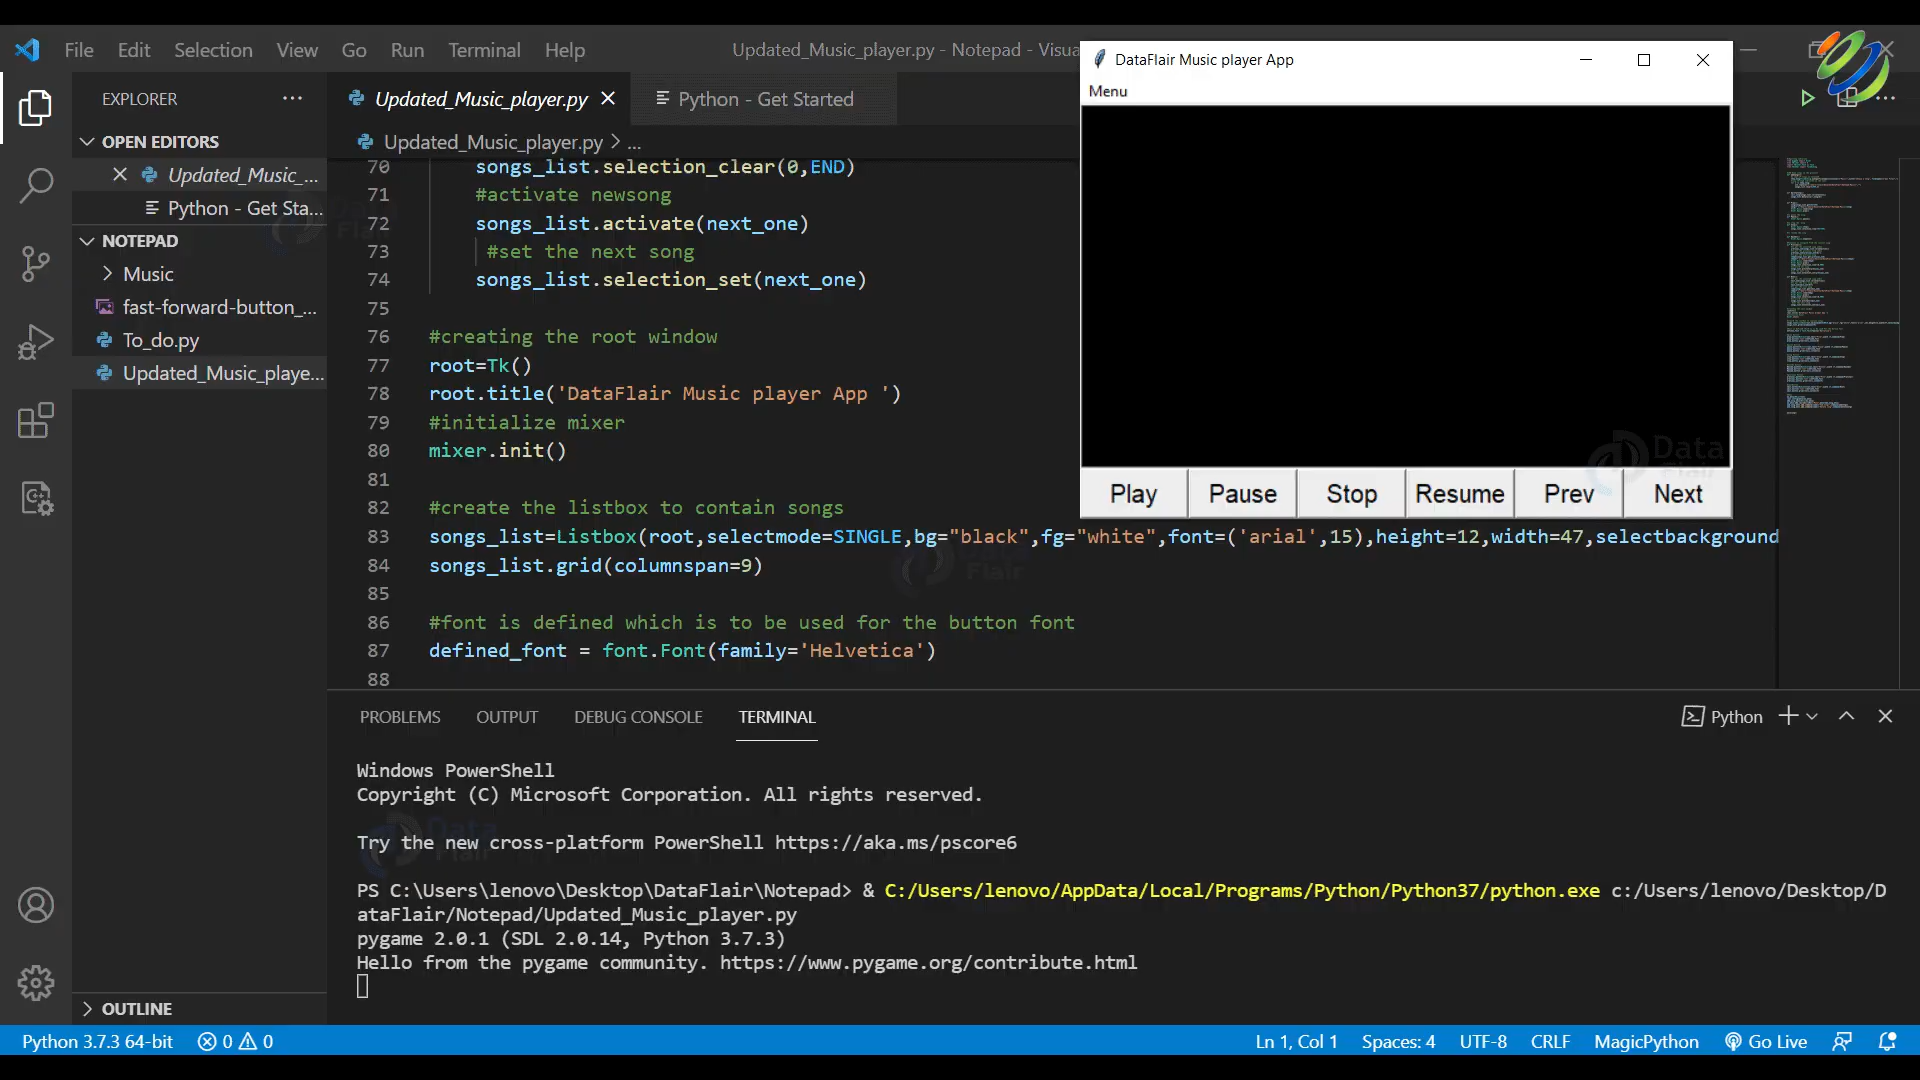 File Edit Selection View Go Run Terminal Help
Updated_Music_player.py - Notepad - Visua
DataFlair Music player App
Menu
Play Pause Stop Resume Prev Next
EXPLORER
OPEN EDITORS
Updated_Music_...
Python - Get Sta...
NOTEPAD
Music
fast-forward-button_...
To_do.py
Updated_Music_playe...
OUTLINE
Updated_Music_player.py
Python - Get Started
Updated_Music_player.py > ...
70 songs_list.selection_clear(0,END)
71 #activate newsong
72 songs_list.activate(next_one)
73 #set the next song
74 songs_list.selection_set(next_one)
75
76 #creating the root window
77 root=Tk()
78 root.title('DataFlair Music player App ')
79 #initialize mixer
80 mixer.init()
81
82 #create the listbox to contain songs
83 songs_list=Listbox(root,selectmode=SINGLE,bg="black",fg="white",font=('arial',15),height=12,width=47,selectbackground
84 songs_list.grid(columnspan=9)
85
86 #font is defined which is to be used for the button font
87 defined_font = font.Font(family='Helvetica')
88
Data
Flair
PROBLEMS OUTPUT DEBUG CONSOLE TERMINAL
Python
Windows PowerShell
Copyright (C) Microsoft Corporation. All rights reserved.
Try the new cross-platform PowerShell https://aka.ms/pscore6
PS C:\Users\lenovo\Desktop\DataFlair\Notepad> & C:/Users/lenovo/AppData/Local/Programs/Python/Python37/python.exe c:/Users/lenovo/Desktop/D
ataFlair/Notepad/Updated_Music_player.py
pygame 2.0.1 (SDL 2.0.14, Python 3.7.3)
Hello from the pygame community. https://www.pygame.org/contribute.html
Python 3.7.3 64-bit 0 0
Ln 1, Col 1 Spaces: 4 UTF-8 CRLF MagicPython Go Live